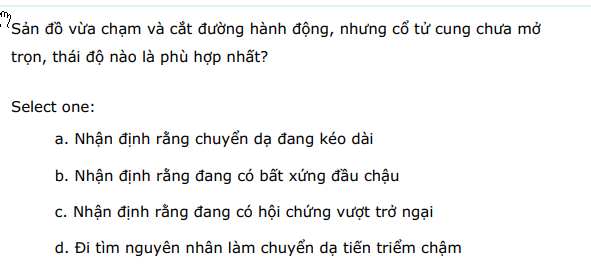 Sản đồ vừa chạm và cắt đường hành động, nhưng cổ tử cung chưa mở
trọn, thái độ nào là phù hợp nhất?
Select one:
a. Nhận định rằng chuyển dạ đang kéo dài
b. Nhận định rằng đang có bất xứng đầu chậu
c. Nhận định rằng đang có hội chứng vượt trở ngại
d. Đi tìm nguyên nhân làm chuyển dạ tiến triểm chậm